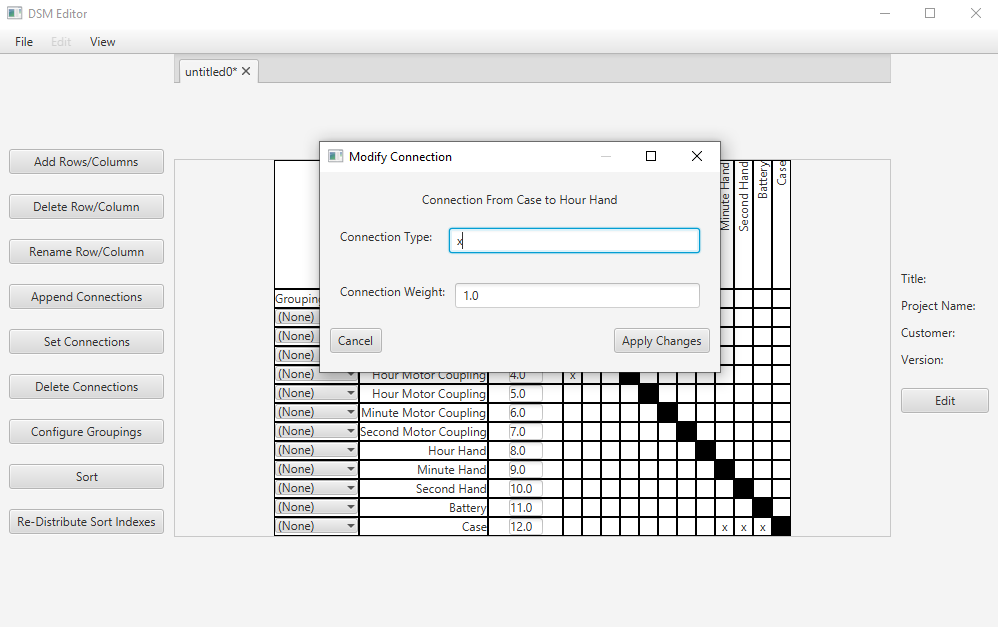 DSM Editor
File Edit View
untitled0*
Add Rows/Columns
Delete Row/Column
Rename Row/Column
Append Connections
Set Connections
Delete Connections
Configure Groupings
Sort
Re-Distribute Sort Indexes
Modify Connection
Connection From Case to Hour Hand
Connection Type: x
Connection Weight: 1.0
Cancel Apply Changes
Minute Hand
Second Hand
Battery
Case
(None)
(None)
(None)
(None) Hour Motor Coupling 4.0 x
(None) Hour Motor Coupling 5.0
(None) Minute Motor Coupling 6.0
(None) Second Motor Coupling 7.0
(None) Hour Hand 8.0
(None) Minute Hand 9.0
(None) Second Hand 10.0
(None) Battery 11.0
(None) Case 12.0 x x x
Title:
Project Name:
Customer:
Version:
Edit